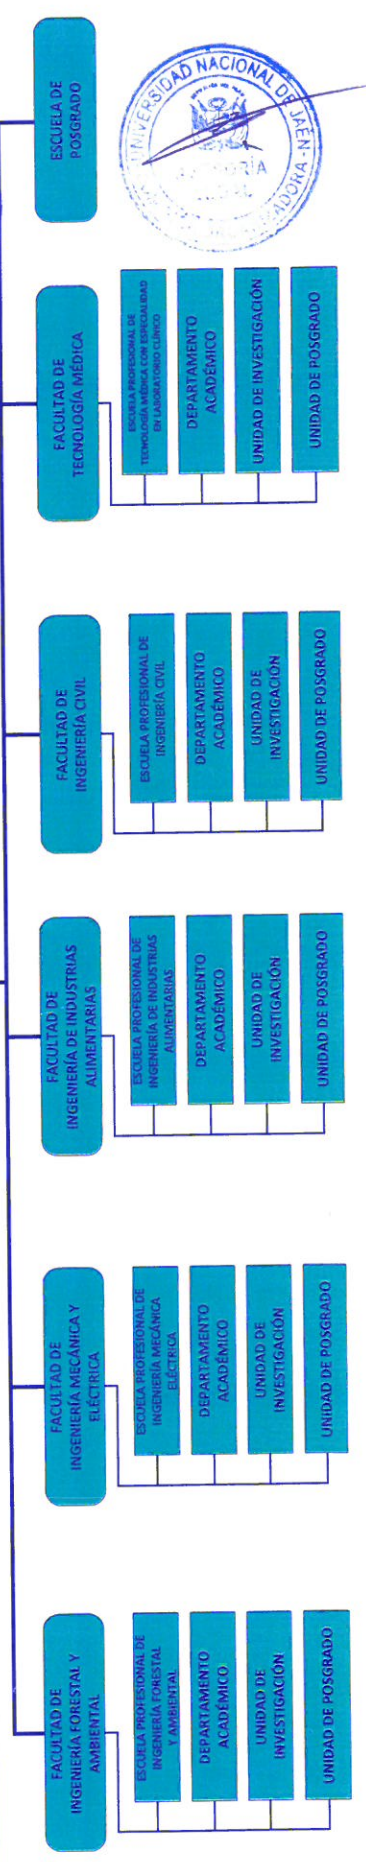 FACULTAD DE
INGENIERÍA FORESTAL Y
AMBIENTAL
ESCUELA PROFESIONAL DE
INGENIERÍA FORESTAL
Y AMBIENTAL
DEPARTAMENTO
ACADÉMICO
UNIDAD DE
INVESTIGACIÓN
UNIDAD DE POSGRADO
FACULTAD DE
INGENIERÍA MECÁNICA Y
ELÉCTRICA
ESCUELA PROFESIONAL DE
INGENIERÍA MECÁNICA
ELÉCTRICA
DEPARTAMENTO
ACADÉMICO
UNIDAD DE
INVESTIGACIÓN
UNIDAD DE POSGRADO
FACULTAD DE
INGENIERÍA DE INDUSTRIAS
ALIMENTARIAS
ESCUELA PROFESIONAL DE
INGENIERÍA DE INDUSTRIAS
ALIMENTARIAS
DEPARTAMENTO
ACADÉMICO
UNIDAD DE
INVESTIGACIÓN
UNIDAD DE POSGRADO
FACULTAD DE
INGENIERÍA CIVIL
ESCUELA PROFESIONAL DE
INGENIERÍA CIVIL
DEPARTAMENTO
ACADÉMICO
UNIDAD DE
INVESTIGACIÓN
UNIDAD DE POSGRADO
FACULTAD DE
TECNOLOGÍA MÉDICA
ESCUELA PROFESIONAL DE
TECNOLOGÍA MÉDICA CON ESPECIALIDAD
EN LABORATORIO CLÍNICO
DEPARTAMENTO
ACADÉMICO
UNIDAD DE INVESTIGACIÓN
UNIDAD DE POSGRADO
ESCUELA DE
POSGRADO
UNIVERSIDAD NACIONAL DE JAÉN